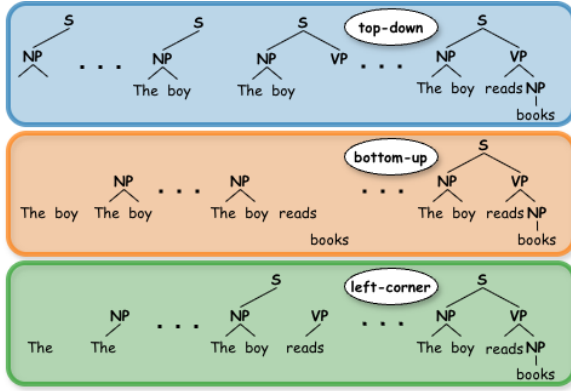 S S S top-down S
NP . . . NP NP VP . . . NP VP
The boy The boy The boy reads NP
books
bottom-up S
NP . . . NP . . . NP VP
The boy The boy The boy reads The boy reads NP
books books
S left-corner S
NP . . . NP VP . . . NP VP
The The The boy reads The boy reads NP
books